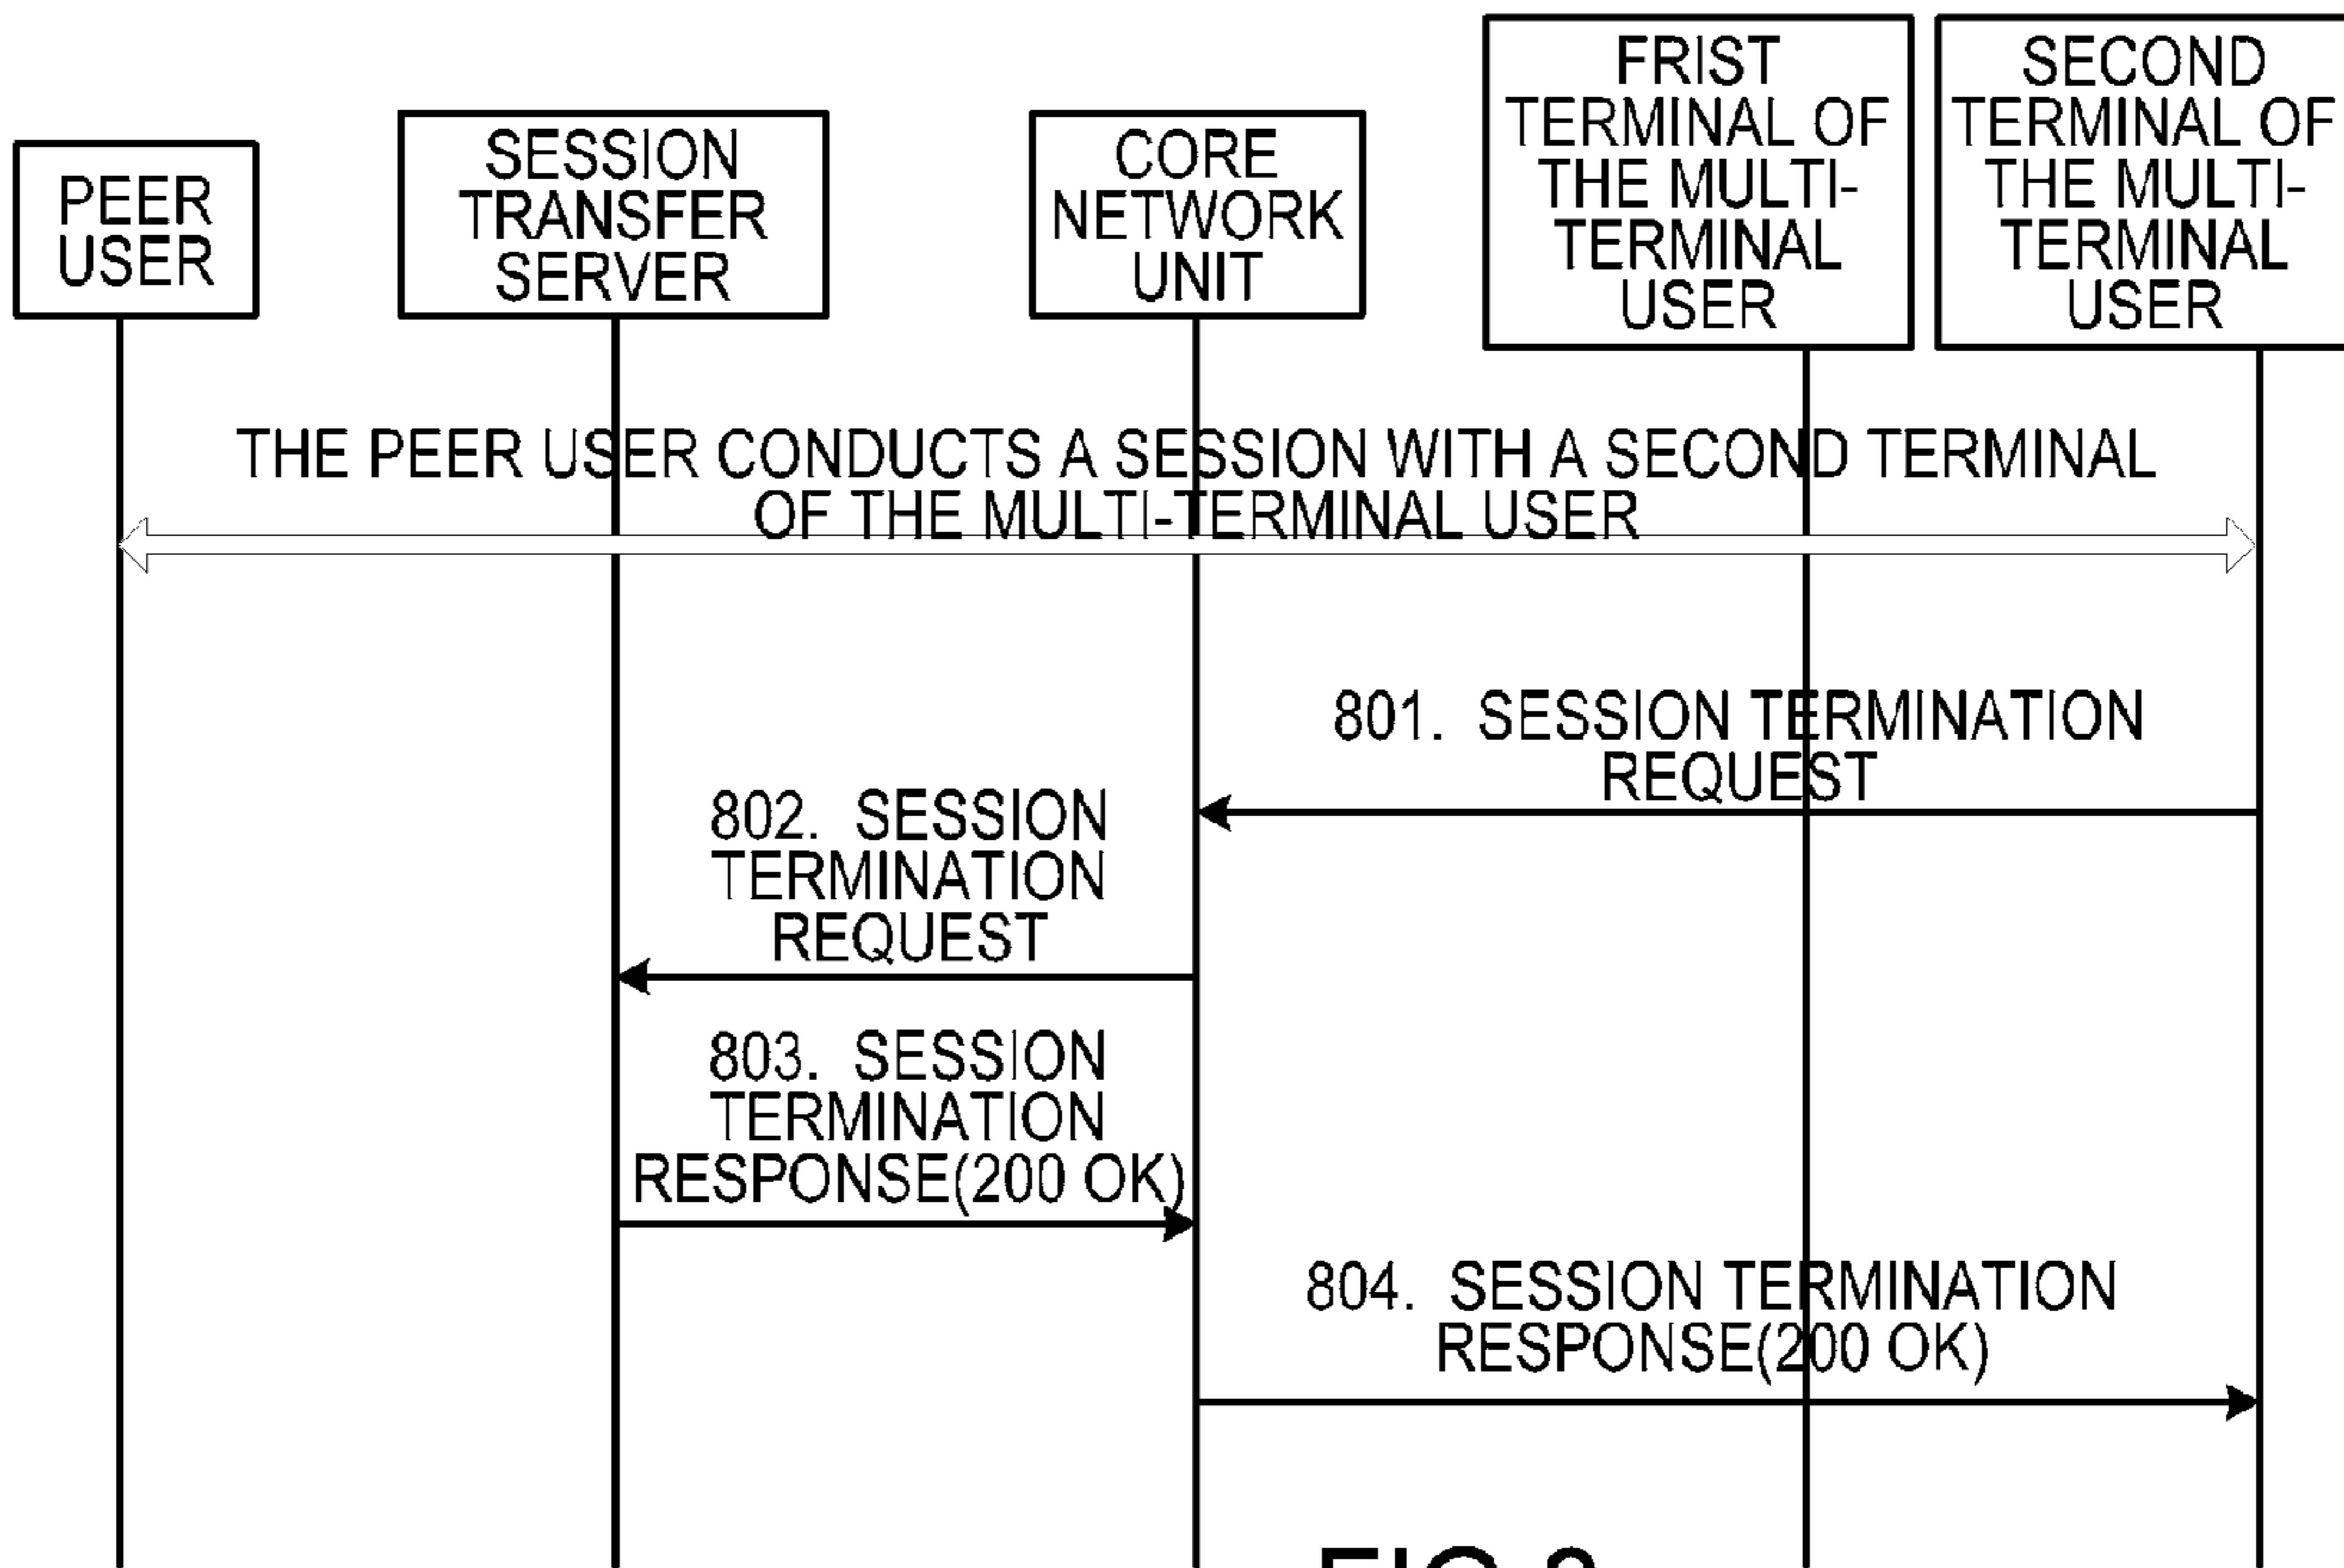 PEER
USER
SESSION
TRANSFER
SERVER
CORE
NETWORK
UNIT
FRIST
TERMINAL OF
THE MULTI-
TERMINAL
USER
SECOND
TERMINAL OF
THE MULTI-
TERMINAL
USER
THE PEER USER CONDUCTS A SESSION WITH A SECOND TERMINAL
OF THE MULTI-TERMINAL USER
801. SESSION TERMINATION
REQUEST
802. SESSION
TERMINATION
REQUEST
803. SESSION
TERMINATION
RESPONSE(200 OK)
804. SESSION TERMINATION
RESPONSE(200 OK)